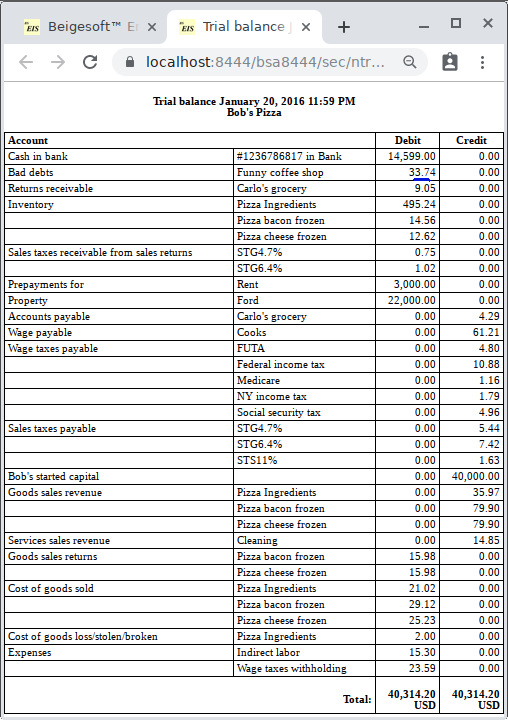 EIS Beigesoft™ E
EIS Trial balance
localhost:8444/bsa8444/sec/ntr...
Trial balance January 20, 2016 11:59 PM
Bob's Pizza
Account Debit Credit
Cash in bank #1236786817 in Bank 14,599.00 0.00
Bad debts Funny coffee shop 33.74 0.00
Returns receivable Carlo's grocery 9.05 0.00
Inventory Pizza Ingredients 495.24 0.00
Pizza bacon frozen 14.56 0.00
Pizza cheese frozen 12.62 0.00
Sales taxes receivable from sales returns STG4.7% 0.75 0.00
STG6.4% 1.02 0.00
Prepayments for Rent 3,000.00 0.00
Property Ford 22,000.00 0.00
Accounts payable Carlo's grocery 0.00 4.29
Wage payable Cooks 0.00 61.21
Wage taxes payable FUTA 0.00 4.80
Federal income tax 0.00 10.88
Medicare 0.00 1.16
NY income tax 0.00 1.79
Social security tax 0.00 4.96
Sales taxes payable STG4.7% 0.00 5.44
STG6.4% 0.00 7.42
STS11% 0.00 1.63
Bob's started capital 0.00 40,000.00
Goods sales revenue Pizza Ingredients 0.00 35.97
Pizza bacon frozen 0.00 79.90
Pizza cheese frozen 0.00 79.90
Services sales revenue Cleaning 0.00 14.85
Goods sales returns Pizza bacon frozen 15.98 0.00
Pizza cheese frozen 15.98 0.00
Cost of goods sold Pizza Ingredients 21.02 0.00
Pizza bacon frozen 29.12 0.00
Pizza cheese frozen 25.23 0.00
Cost of goods loss/stolen/broken Pizza Ingredients 2.00 0.00
Expenses Indirect labor 15.30 0.00
Wage taxes withholding 23.59 0.00
Total: 40,314.20 USD 40,314.20 USD